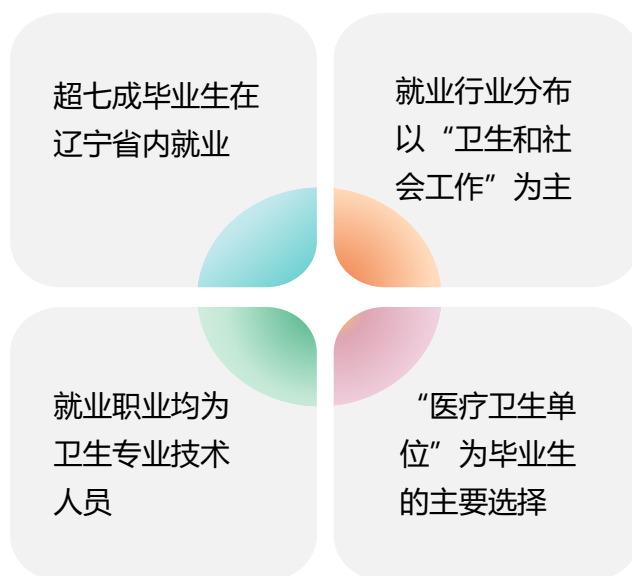 超七成毕业生在
辽宁省内就业
就业行业分布
以“卫生和社
会工作”为主
就业职业均为
卫生专业技术
人员
“医疗卫生单
位”为毕业生
的主要选择